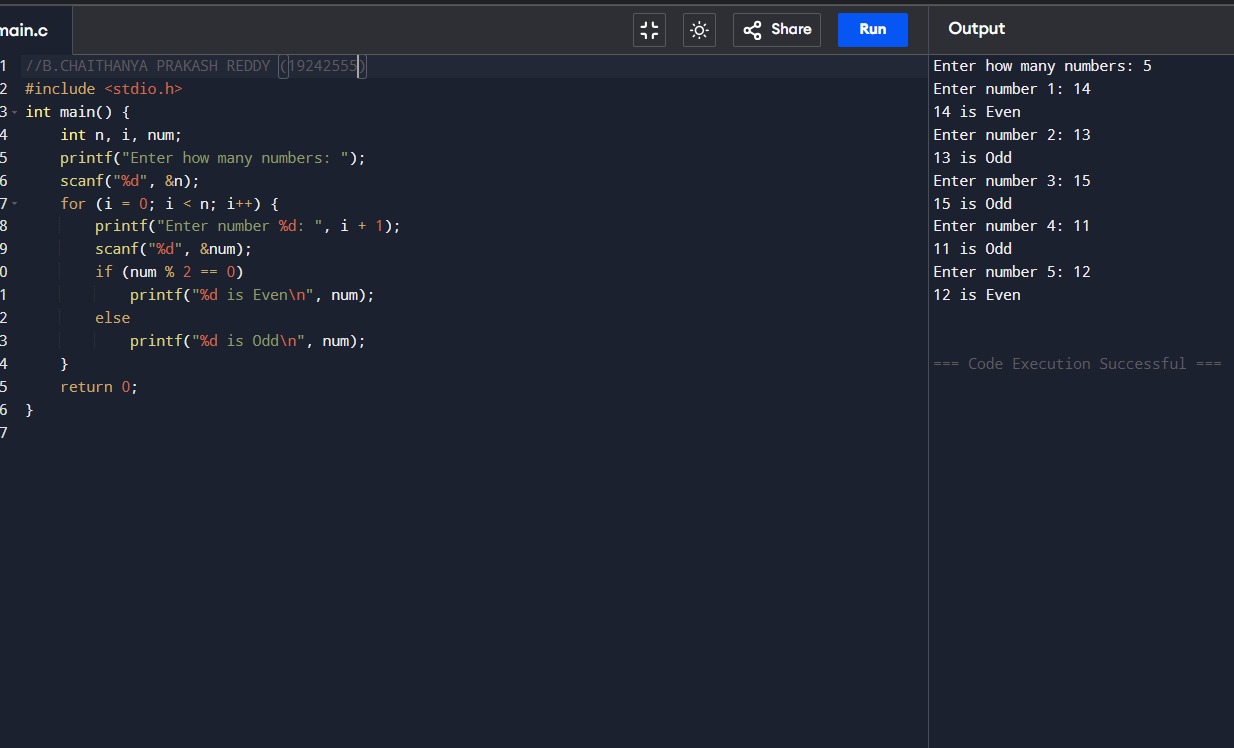 main.c
Share
Run
Output
1 //B.CHAITHANYA PRAKASH REDDY (19242555)
2 #include <stdio.h>
3 int main() {
4     int n, i, num;
5     printf("Enter how many numbers: ");
6     scanf("%d", &n);
7     for (i = 0; i < n; i++) {
8         printf("Enter number %d: ", i + 1);
9         scanf("%d", &num);
0         if (num % 2 == 0)
1             printf("%d is Even\n", num);
2         else
3             printf("%d is Odd\n", num);
4     }
5     return 0;
6 }
7
Enter how many numbers: 5
Enter number 1: 14
14 is Even
Enter number 2: 13
13 is Odd
Enter number 3: 15
15 is Odd
Enter number 4: 11
11 is Odd
Enter number 5: 12
12 is Even
=== Code Execution Successful ===